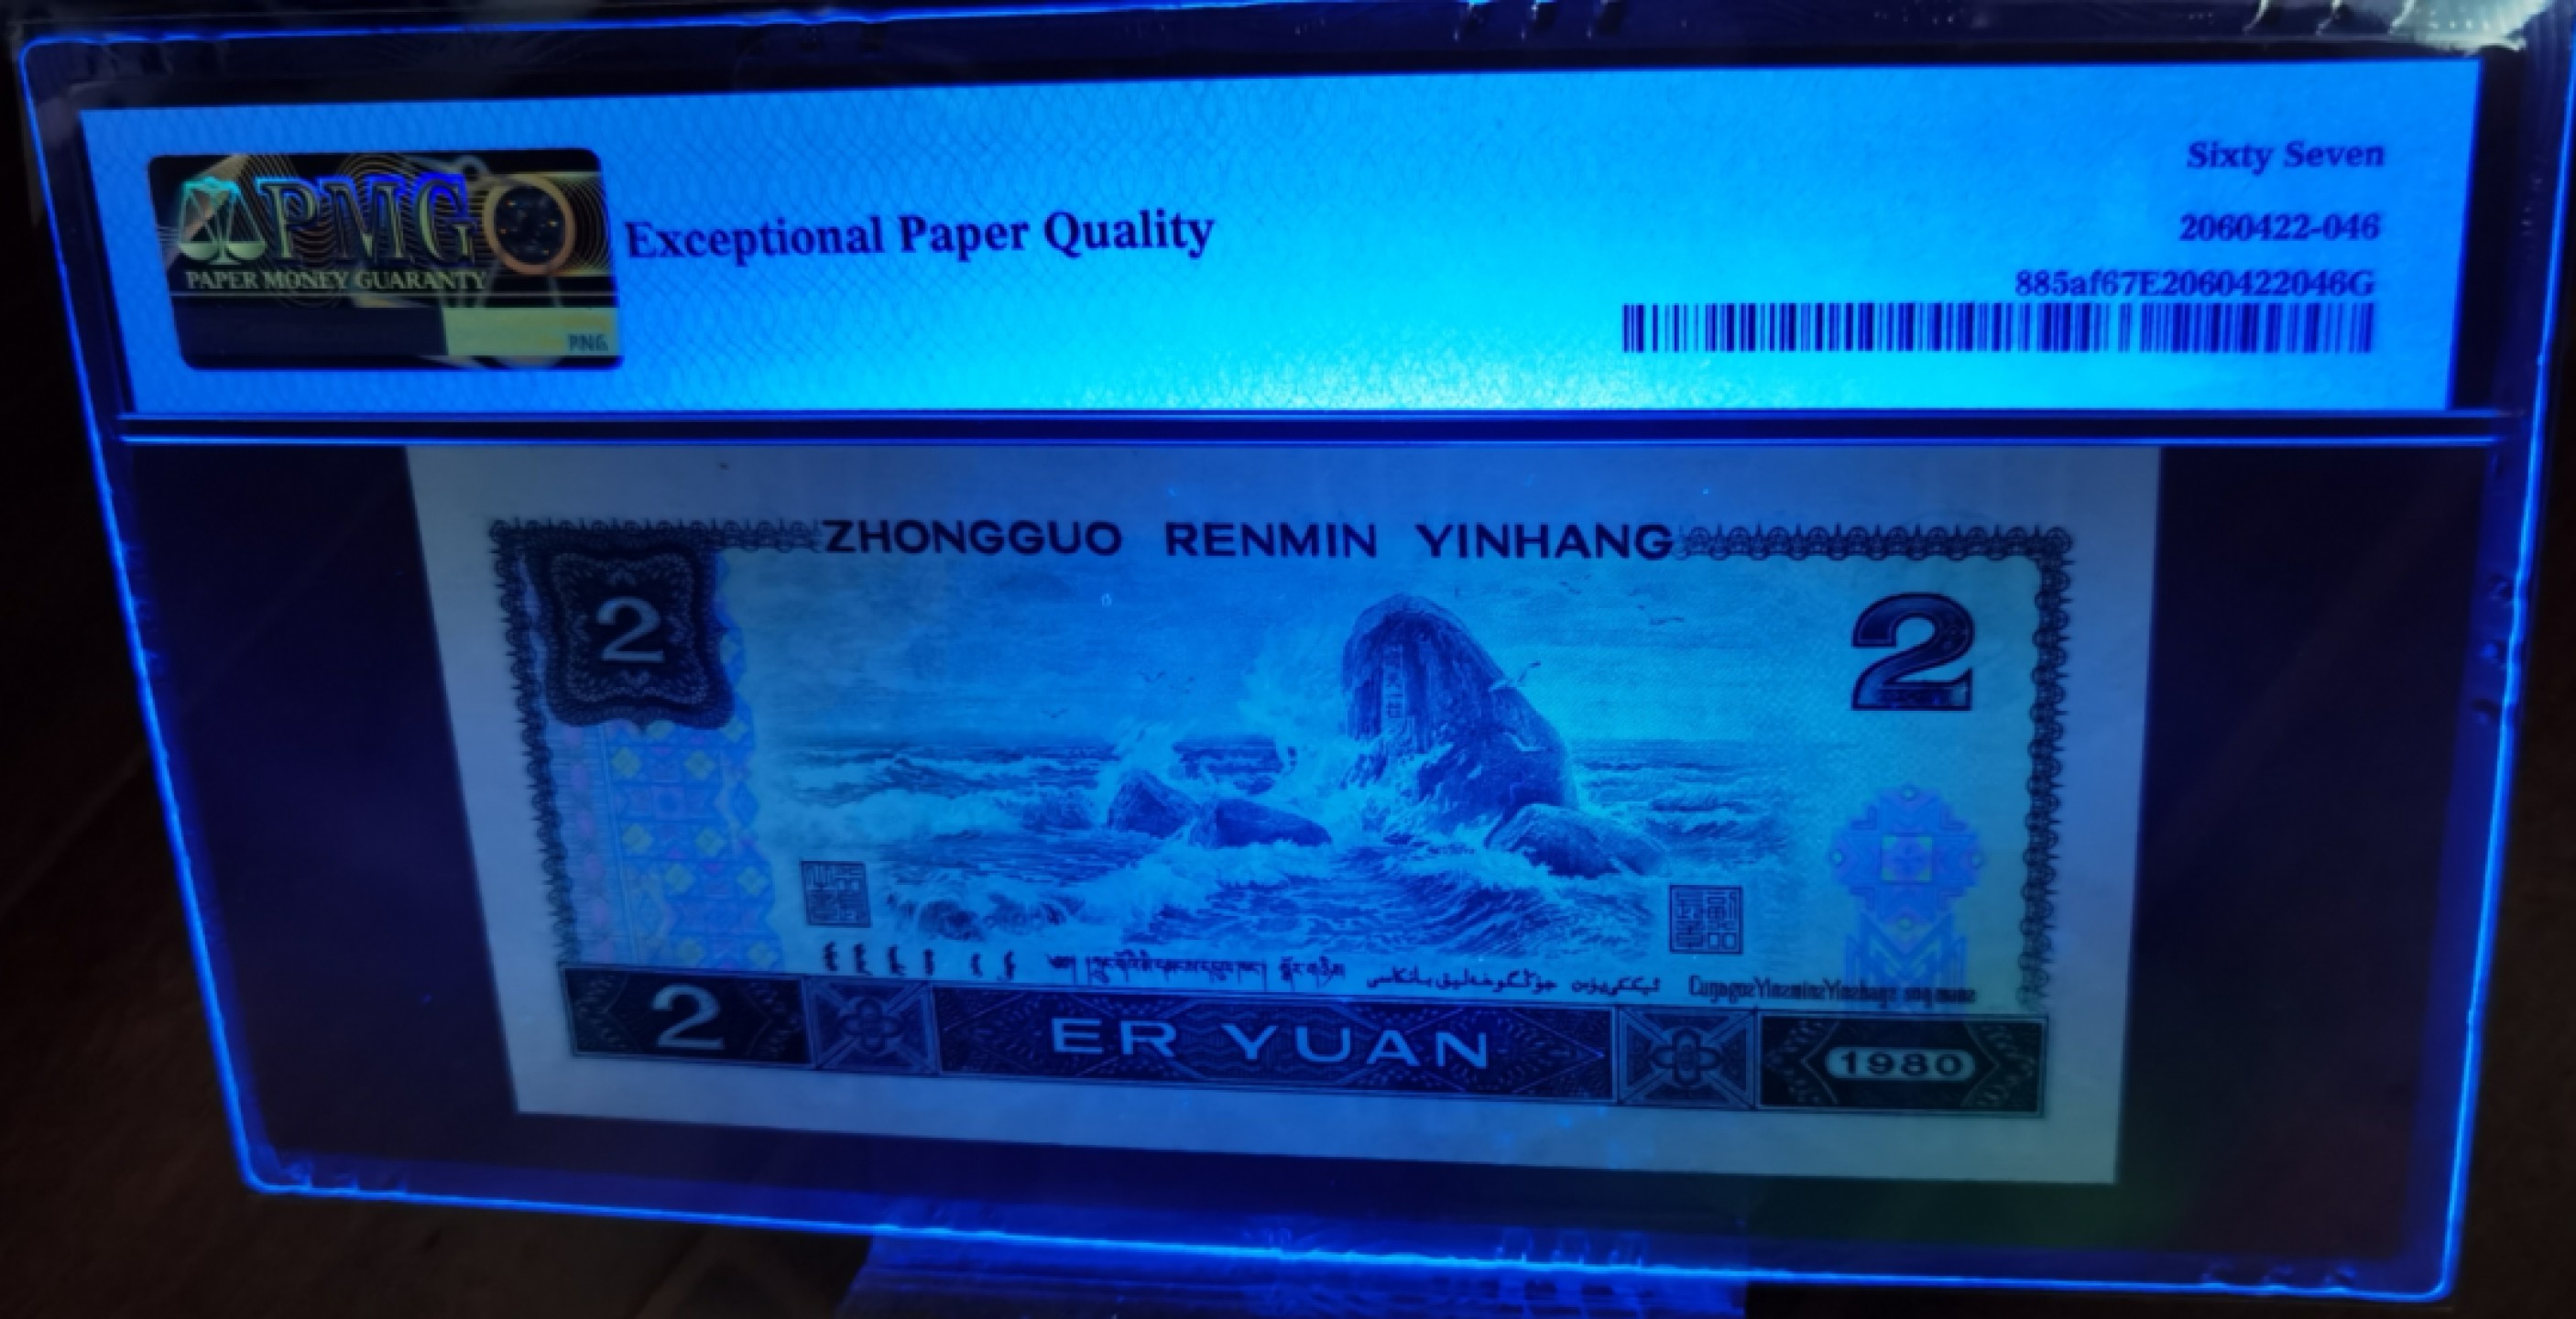 PMG
PAPER MONEY GUARANTY
PNG
Exceptional Paper Quality
Sixty Seven
2060422-046
885af67E2060422046G
ZHONGGUO RENMIN YINHANG
2
2
2
ER YUAN
1980